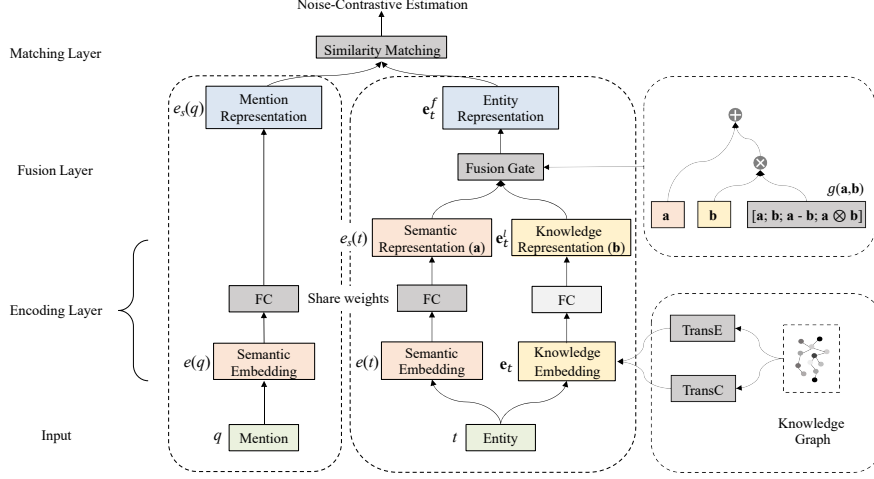 Noise-Contrastive Estimation
Matching Layer
Similarity Matching
e_s(q)
Mention
Representation
e_t^f
Entity
Representation
Fusion Layer
Fusion Gate
g(a,b)
a
b
[a; b; a - b; a ⊗ b]
e_s(t)
Semantic
Representation (a)
e_t^l
Knowledge
Representation (b)
Encoding Layer
FC
Share weights
FC
FC
TransE
e(q)
Semantic
Embedding
e(t)
Semantic
Embedding
e_t
Knowledge
Embedding
TransC
Knowledge
Graph
Input
q
Mention
t
Entity